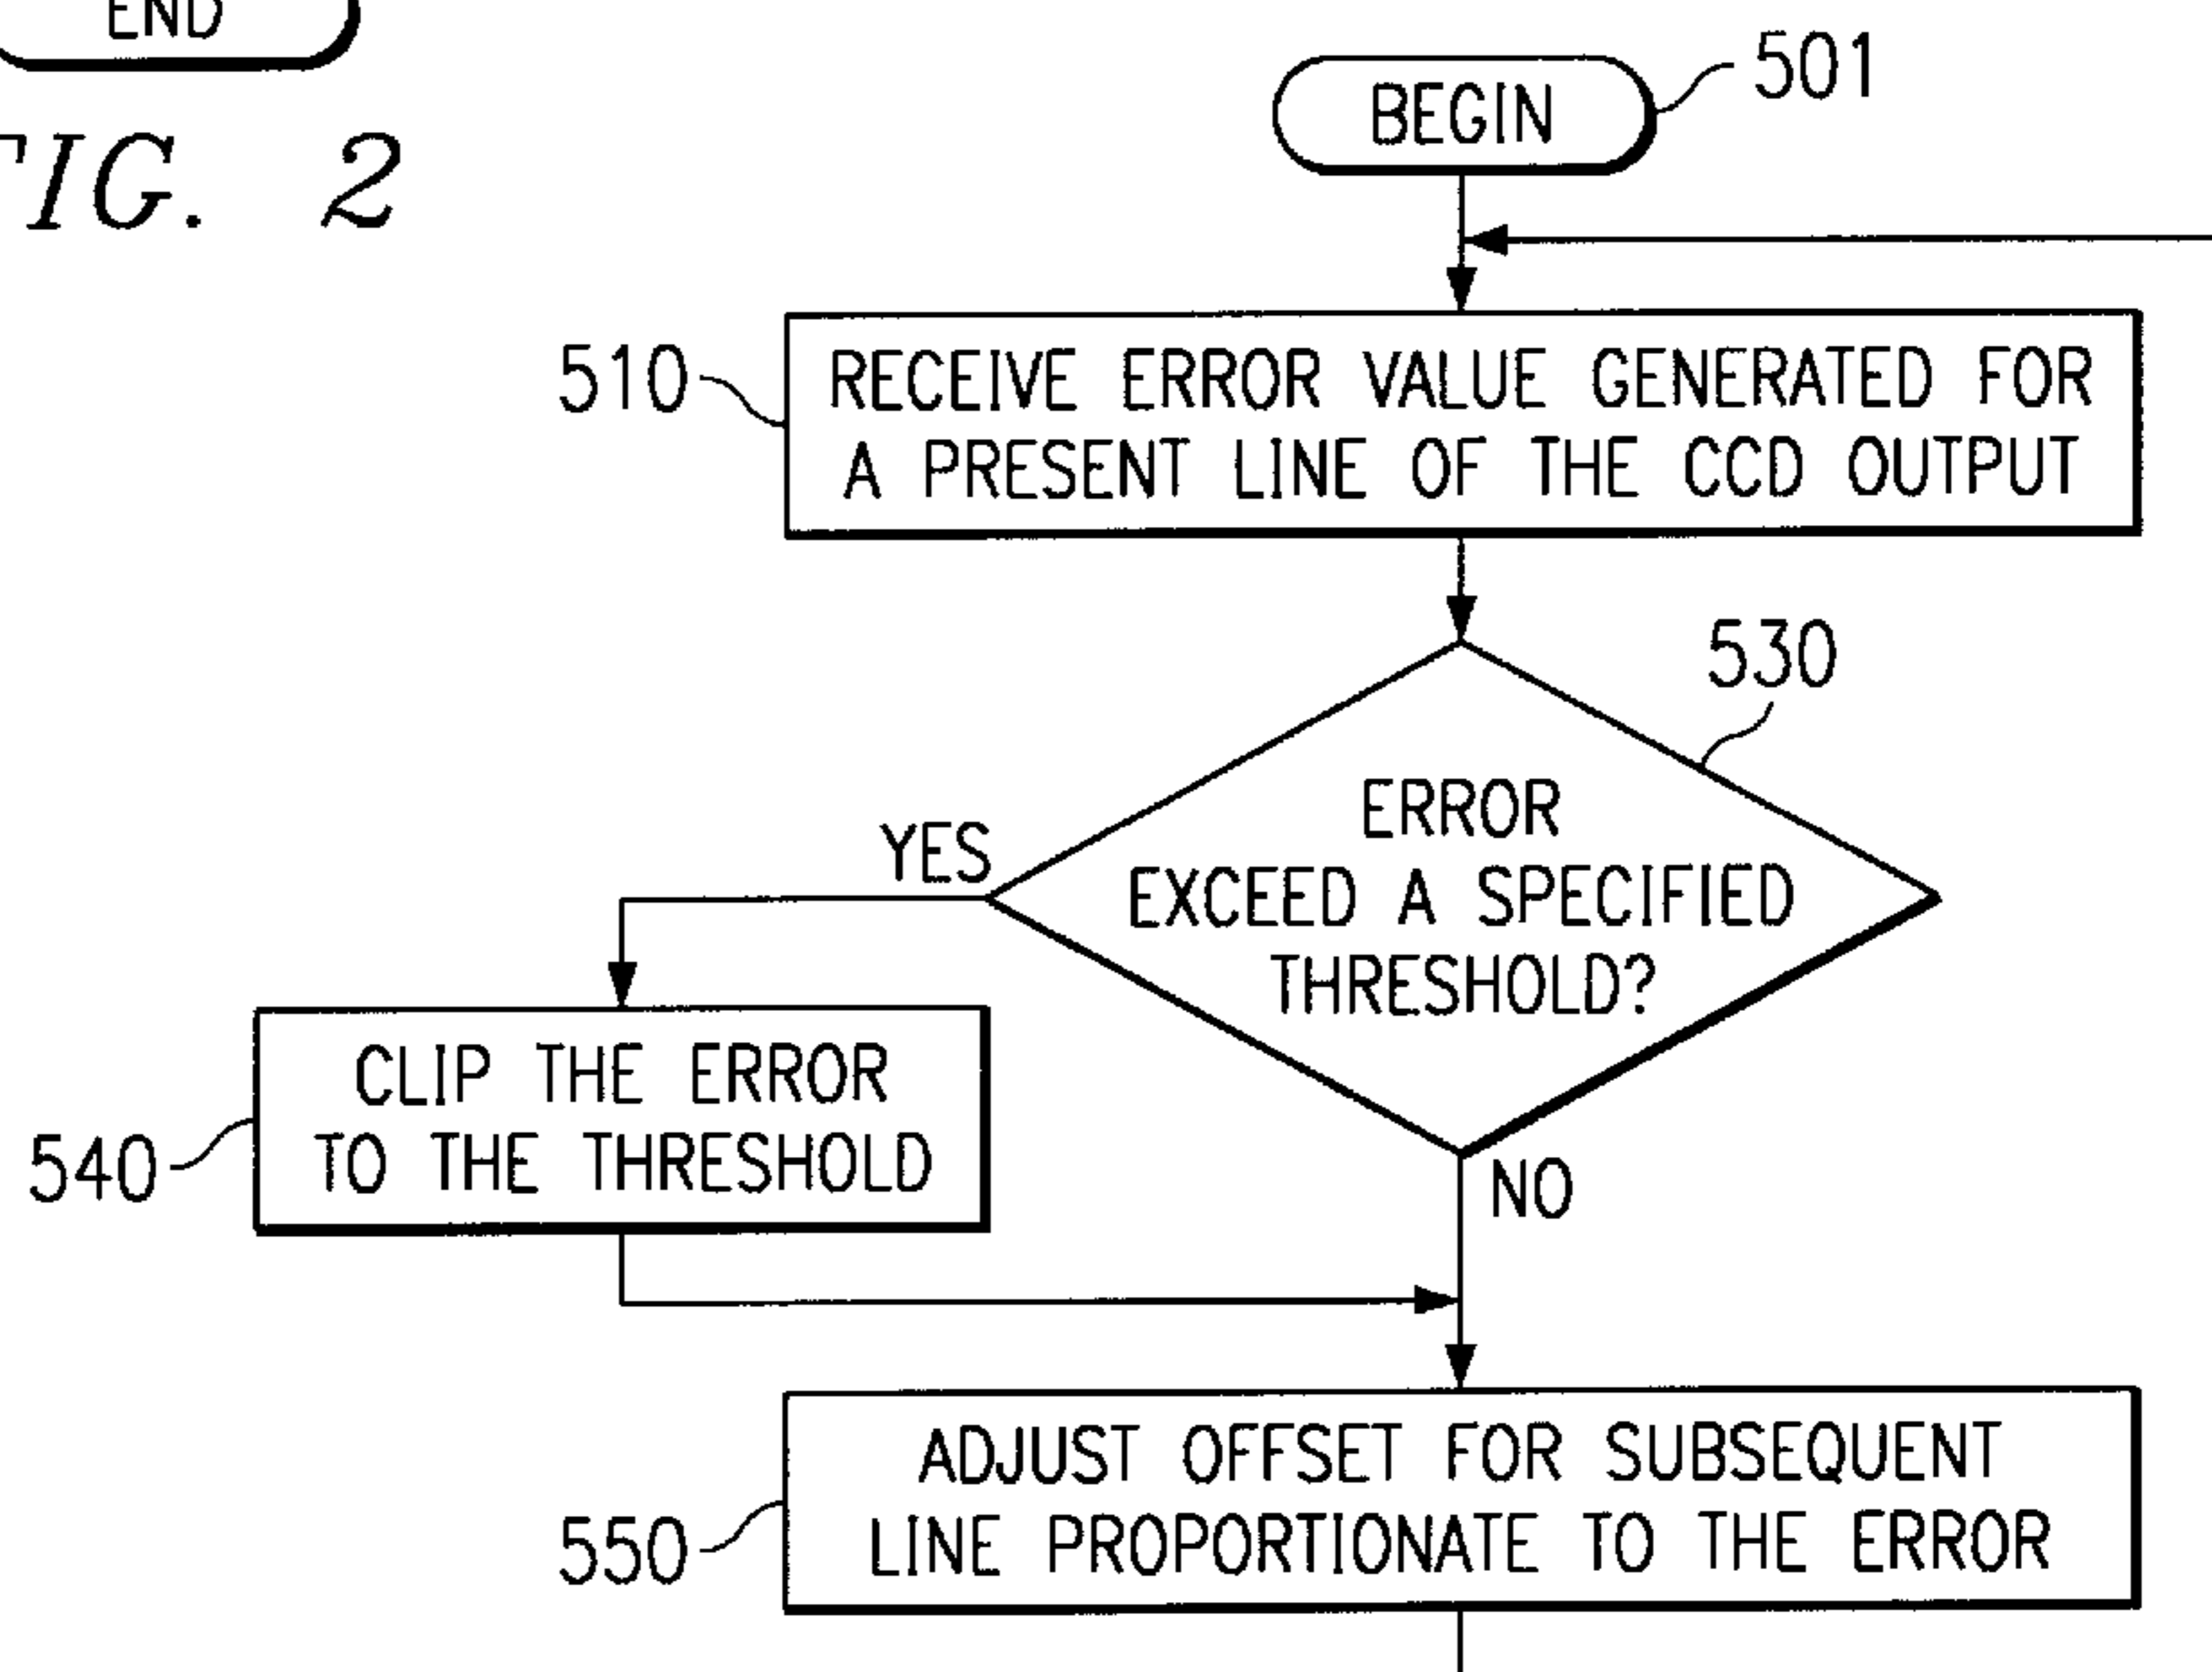 END
FIG. 2
BEGIN
501
510
RECEIVE ERROR VALUE GENERATED FOR
A PRESENT LINE OF THE CCD OUTPUT
530
ERROR
EXCEED A SPECIFIED
THRESHOLD?
YES
NO
540
CLIP THE ERROR
TO THE THRESHOLD
550
ADJUST OFFSET FOR SUBSEQUENT
LINE PROPORTIONATE TO THE ERROR